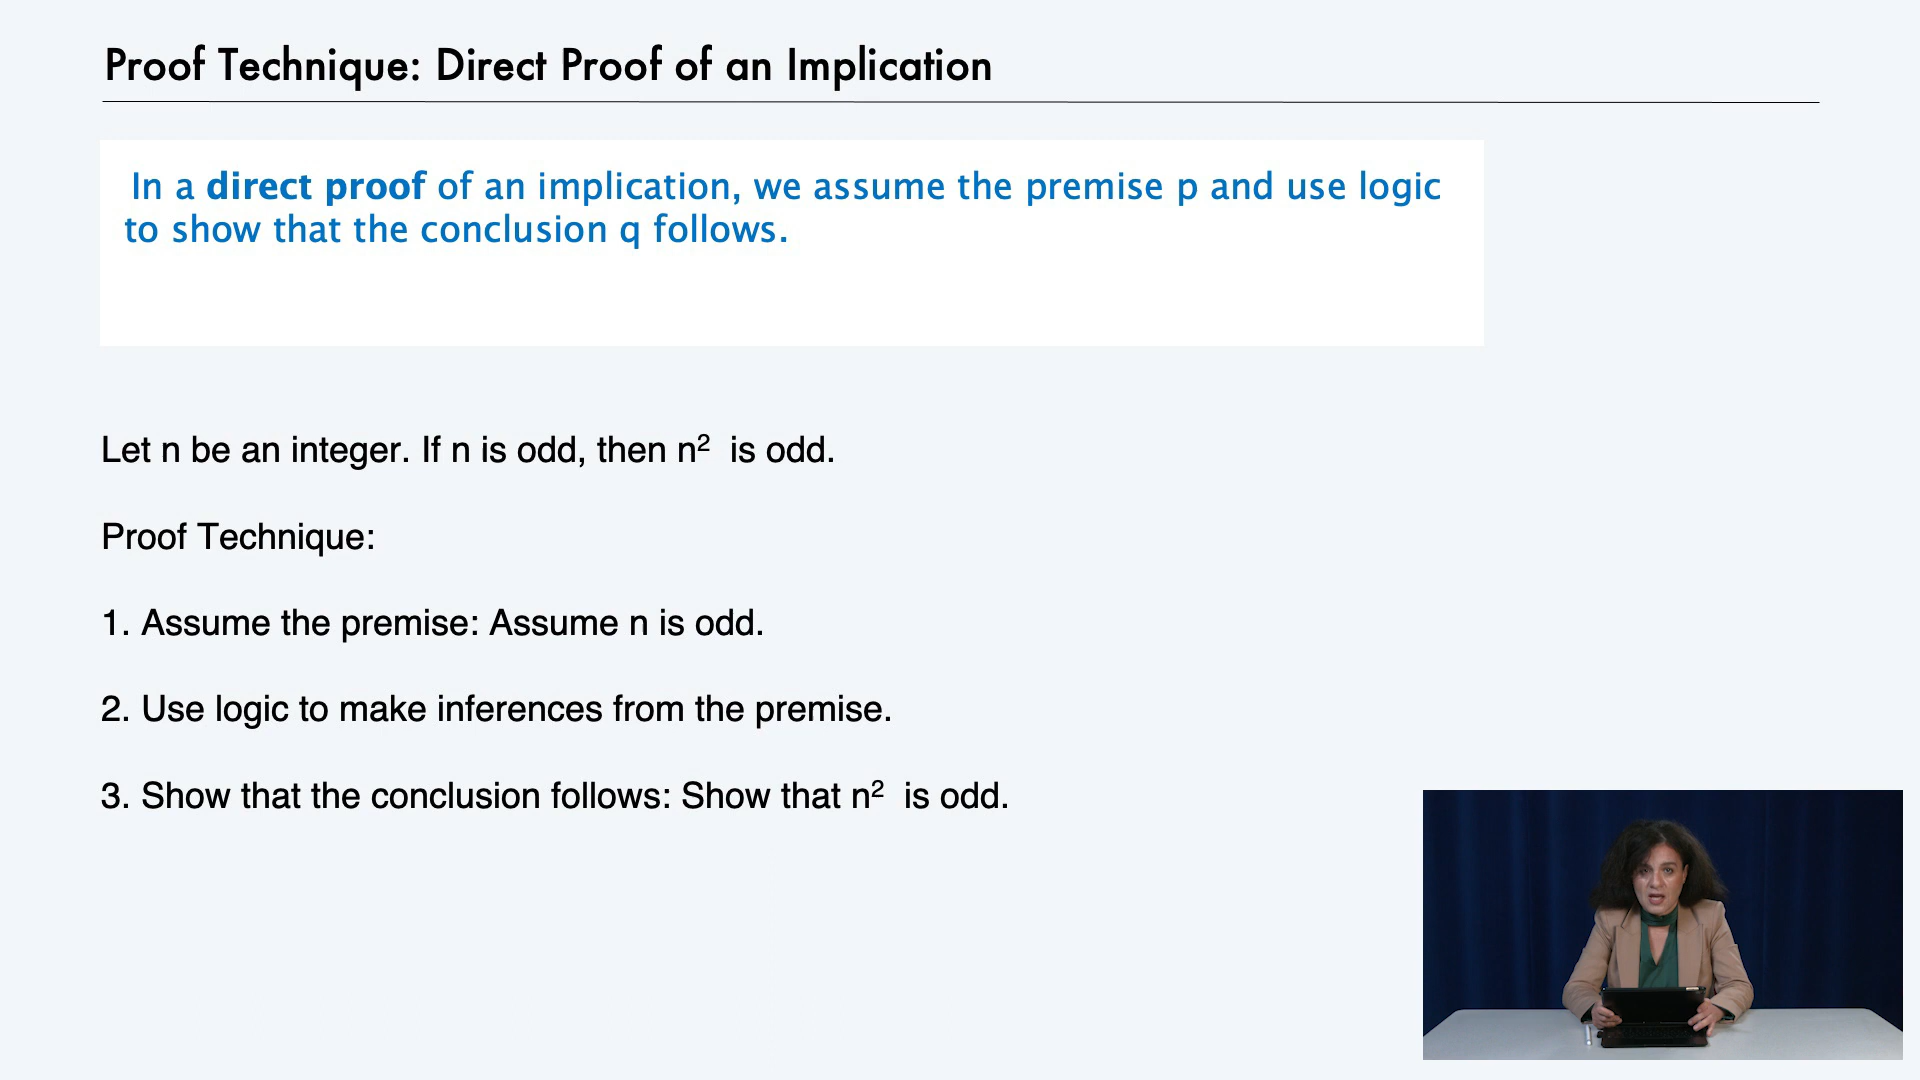 Proof Technique: Direct Proof of an Implication
In a direct proof of an implication, we assume the premise p and use logic
to show that the conclusion q follows.
Let n be an integer. If n is odd, then n² is odd.
Proof Technique:
1. Assume the premise: Assume n is odd.
2. Use logic to make inferences from the premise.
3. Show that the conclusion follows: Show that n² is odd.